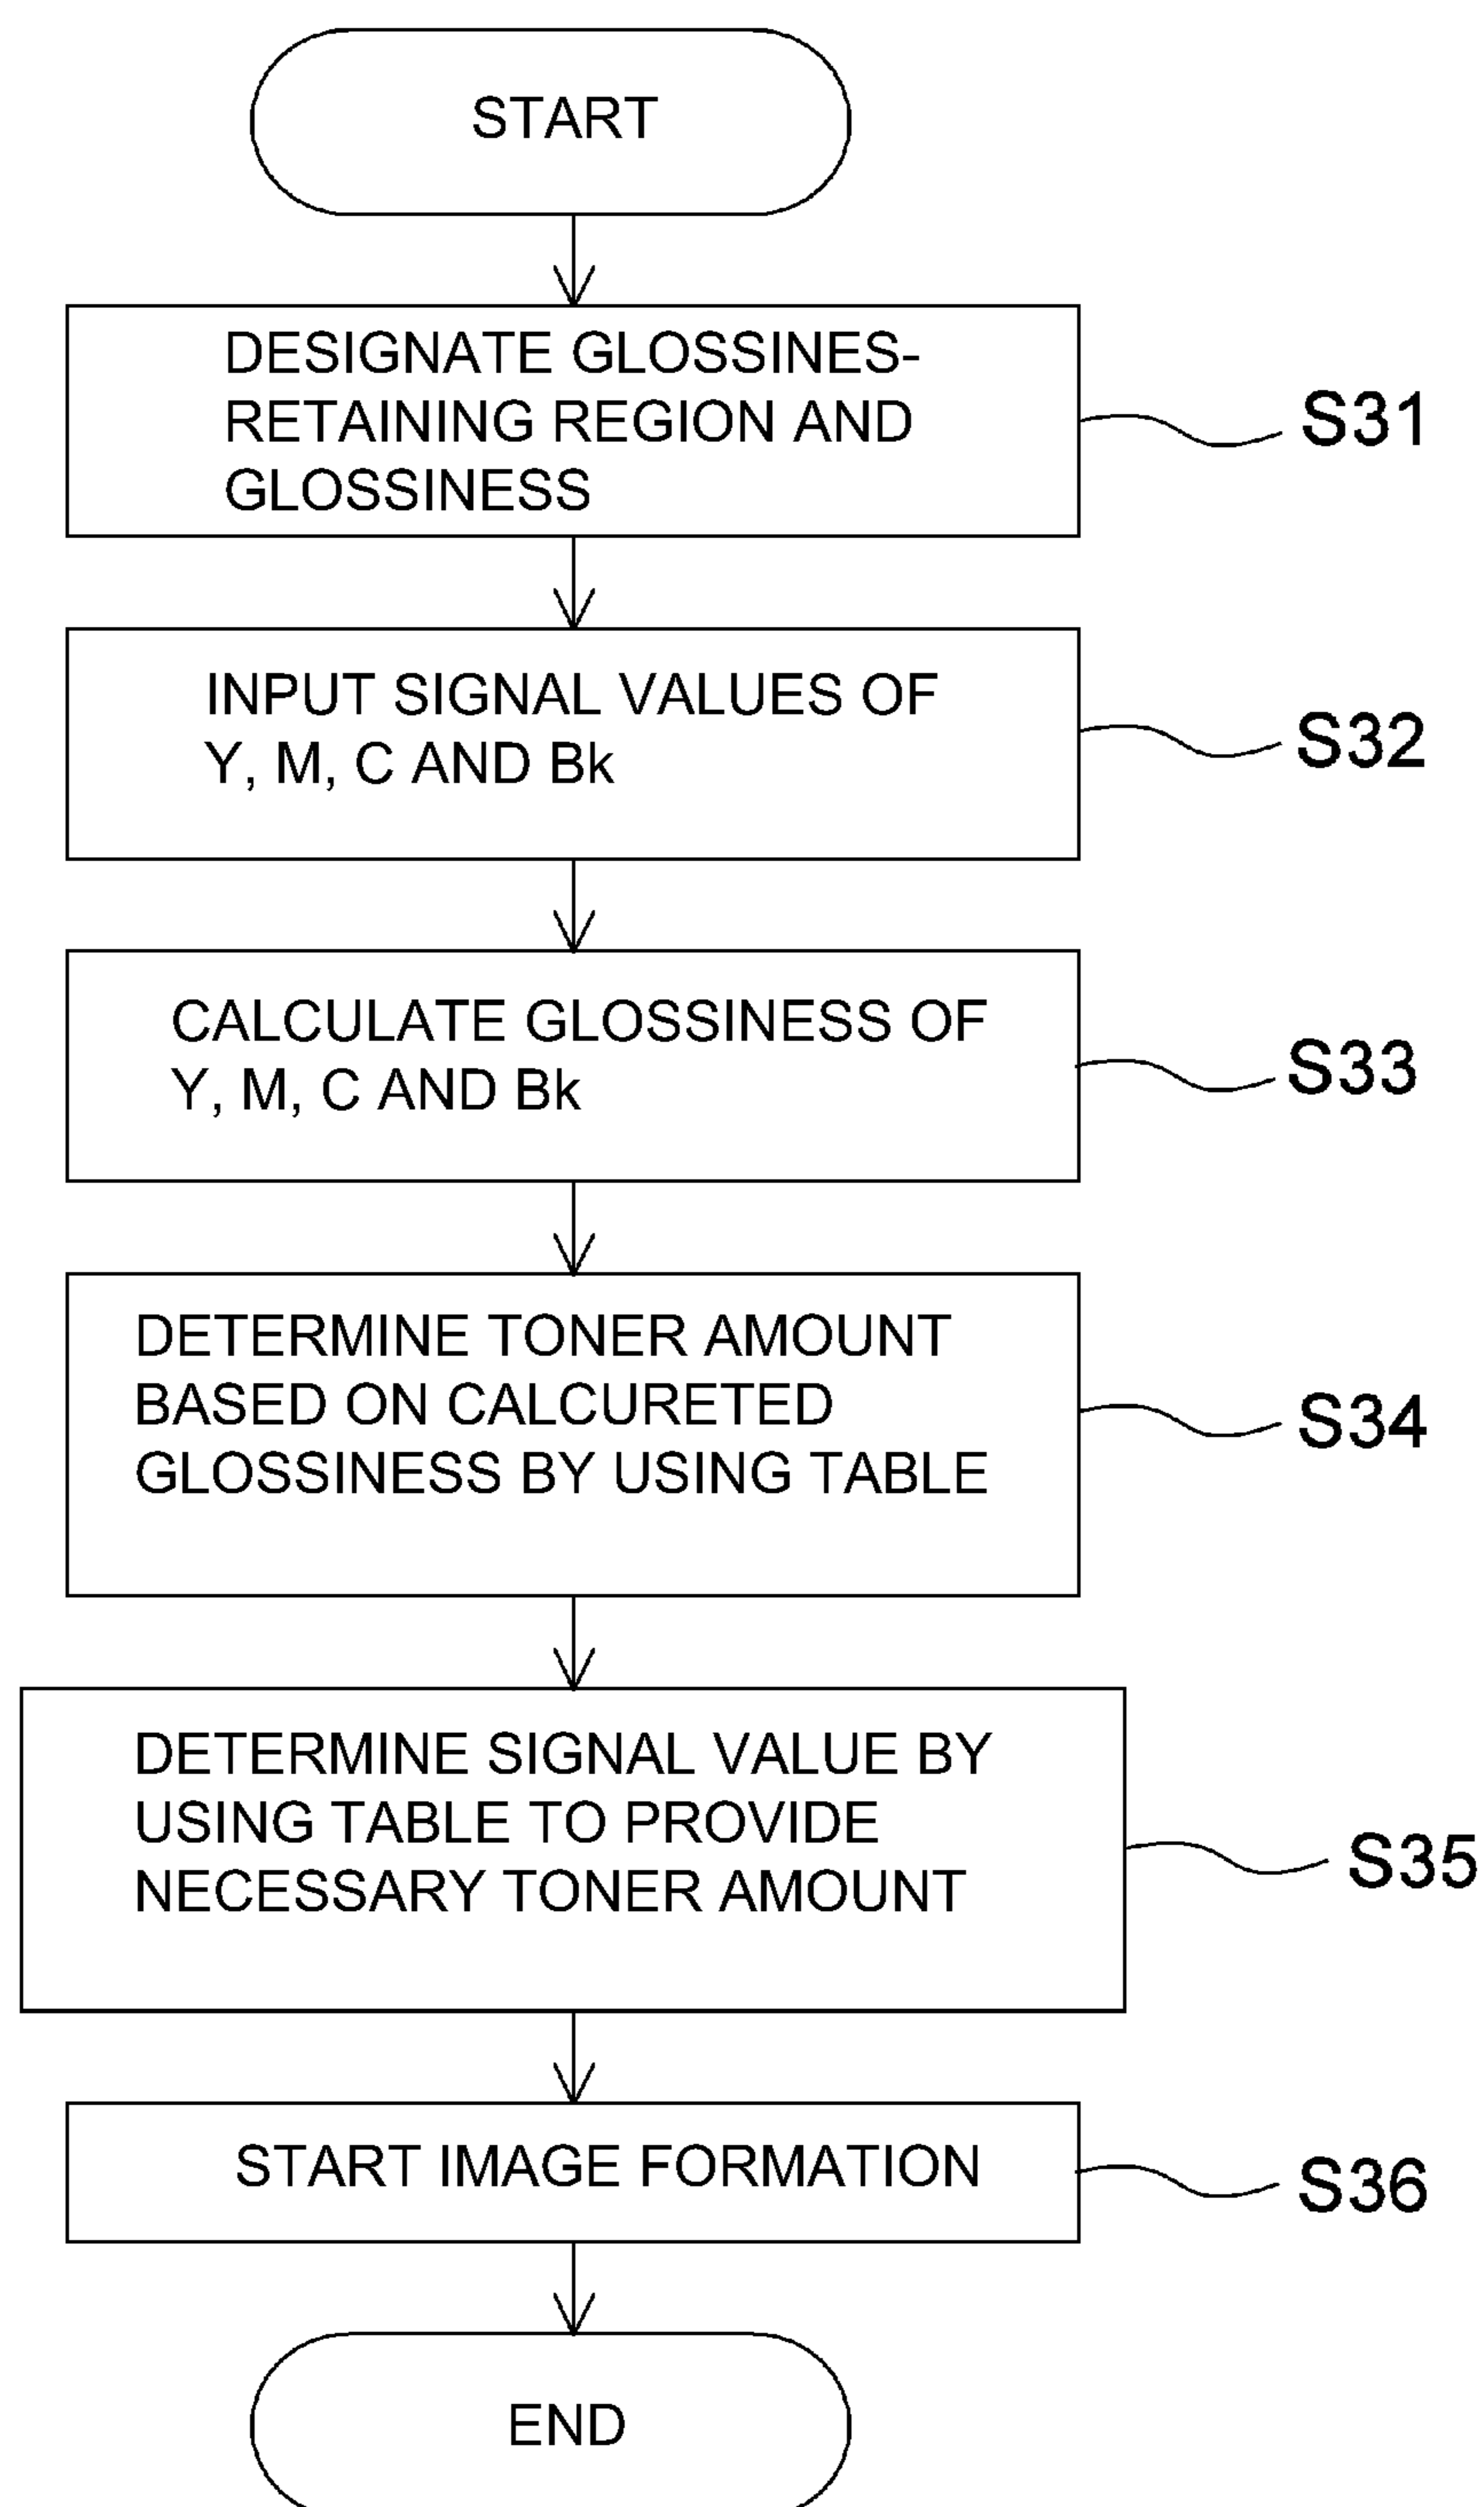 START
DESIGNATE GLOSSINES-
RETAINING REGION AND
GLOSSINESS
S31
INPUT SIGNAL VALUES OF
Y, M, C AND Bk
S32
CALCULATE GLOSSINESS OF
Y, M, C AND Bk
S33
DETERMINE TONER AMOUNT
BASED ON CALCURETED
GLOSSINESS BY USING TABLE
S34
DETERMINE SIGNAL VALUE BY
USING TABLE TO PROVIDE
NECESSARY TONER AMOUNT
S35
START IMAGE FORMATION
S36
END